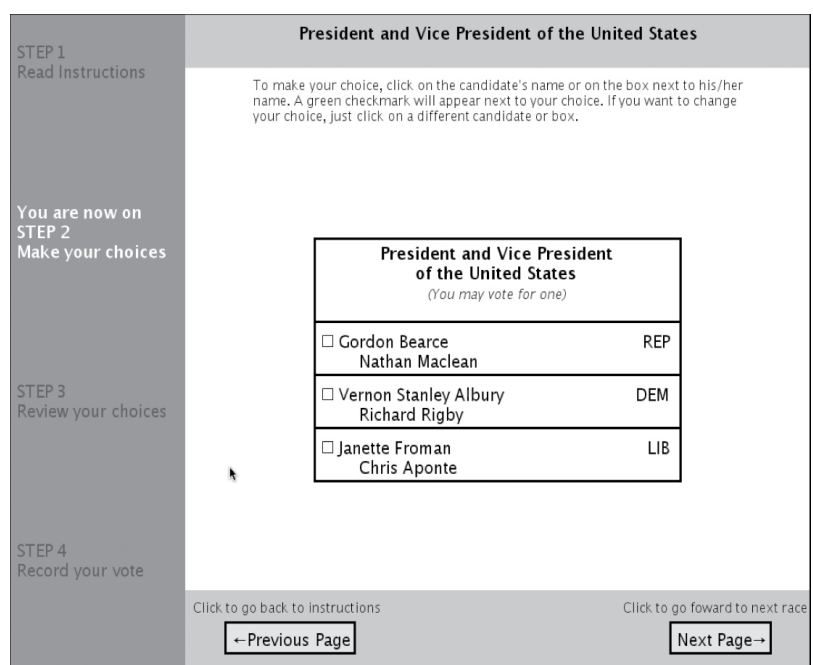 STEP 1
Read Instructions
You are now on
STEP 2
Make your choices
STEP 3
Review your choices
STEP 4
Record your vote
President and Vice President of the United States
To make your choice, click on the candidate's name or on the box next to his/her
name. A green checkmark will appear next to your choice. If you want to change
your choice, just click on a different candidate or box.
President and Vice President
of the United States
(You may vote for one)
☐ Gordon Bearce REP
Nathan Maclean
☐ Vernon Stanley Albury DEM
Richard Rigby
☐ Janette Froman LIB
Chris Aponte
Click to go back to instructions
←Previous Page
Click to go foward to next race
Next Page→